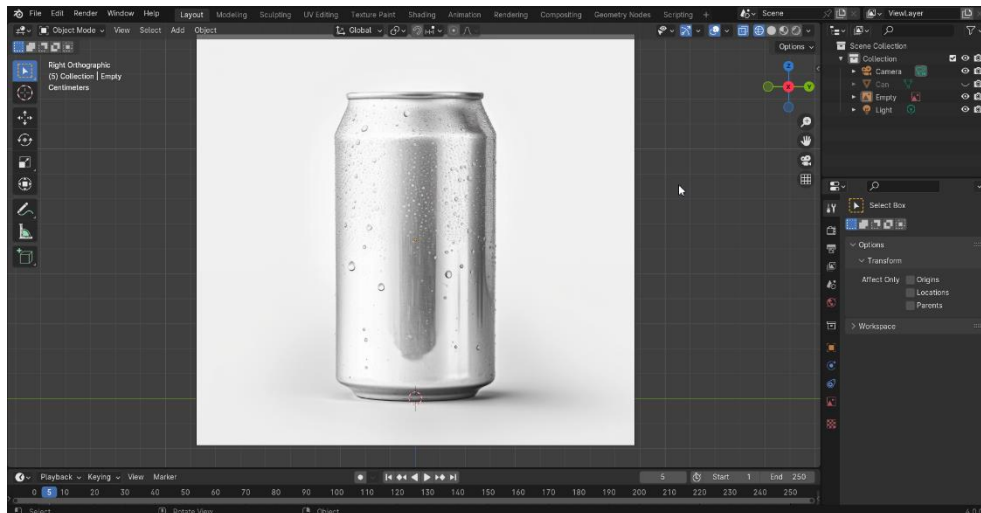 File Edit Render Window Help Layout Modeling Sculpting UV Editing Texture Paint Shading Animation Rendering Compositing Geometry Nodes Scripting + Scene ViewLayer
Object Mode View Select Add Object Global
Options
Right Orthographic
(5) Collection | Empty
Centimeters
Z
X
Y
Scene Collection
Collection
Camera
Can
Empty
Light
Select Box
Options
Transform
Affect Only Origins
Locations
Parents
Workspace
Playback Keying View Marker 5 Start 1 End 250
0 5 10 20 30 40 50 60 70 80 90 100 110 120 130 140 150 160 170 180 190 200 210 220 230 240 250
Select Rotate View Object 4.0